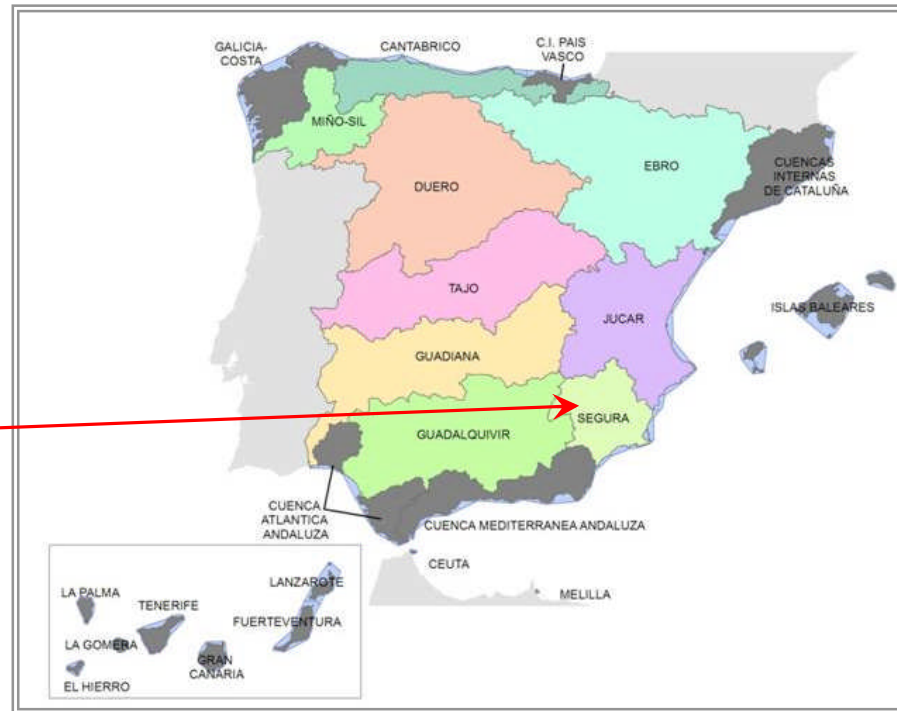 GALICIA-
COSTA
CANTABRICO
C.I. PAIS
VASCO
MIÑO-SIL
DUERO
EBRO
CUENCAS
INTERNAS
DE CATALUÑA
TAJO
JUCAR
ISLAS BALEARES
GUADIANA
SEGURA
GUADALQUIVIR
CUENCA
ATLANTICA
ANDALUZA
CUENCA MEDITERRANEA ANDALUZA
CEUTA
MELILLA
LANZAROTE
LA PALMA
TENERIFE
FUERTEVENTURA
LA GOMERA
GRAN
CANARIA
EL HIERRO